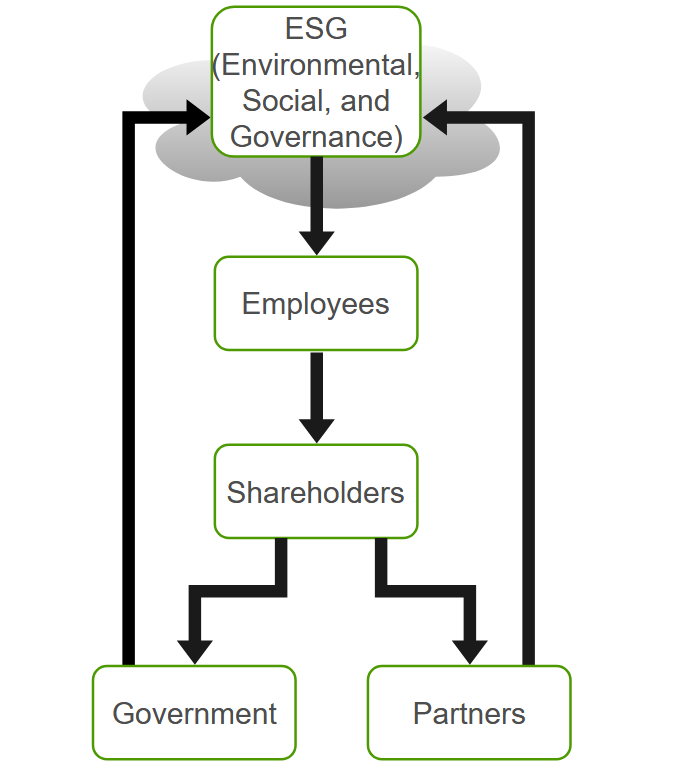 ESG
(Environmental,
Social, and
Governance)
Employees
Shareholders
Government
Partners